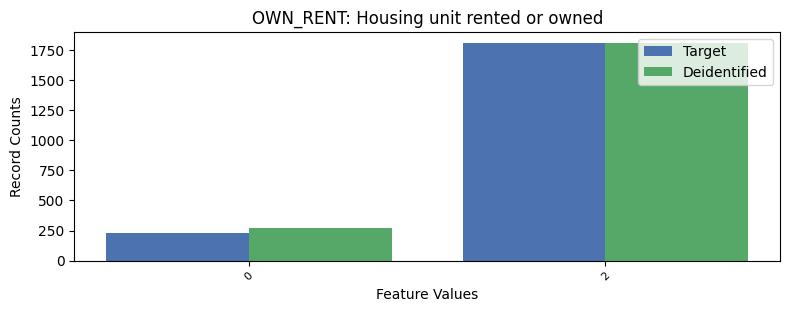 OWN_RENT: Housing unit rented or owned
Target
Deidentified
Record Counts
1750
1500
1250
1000
750
500
250
0
0
2
Feature Values